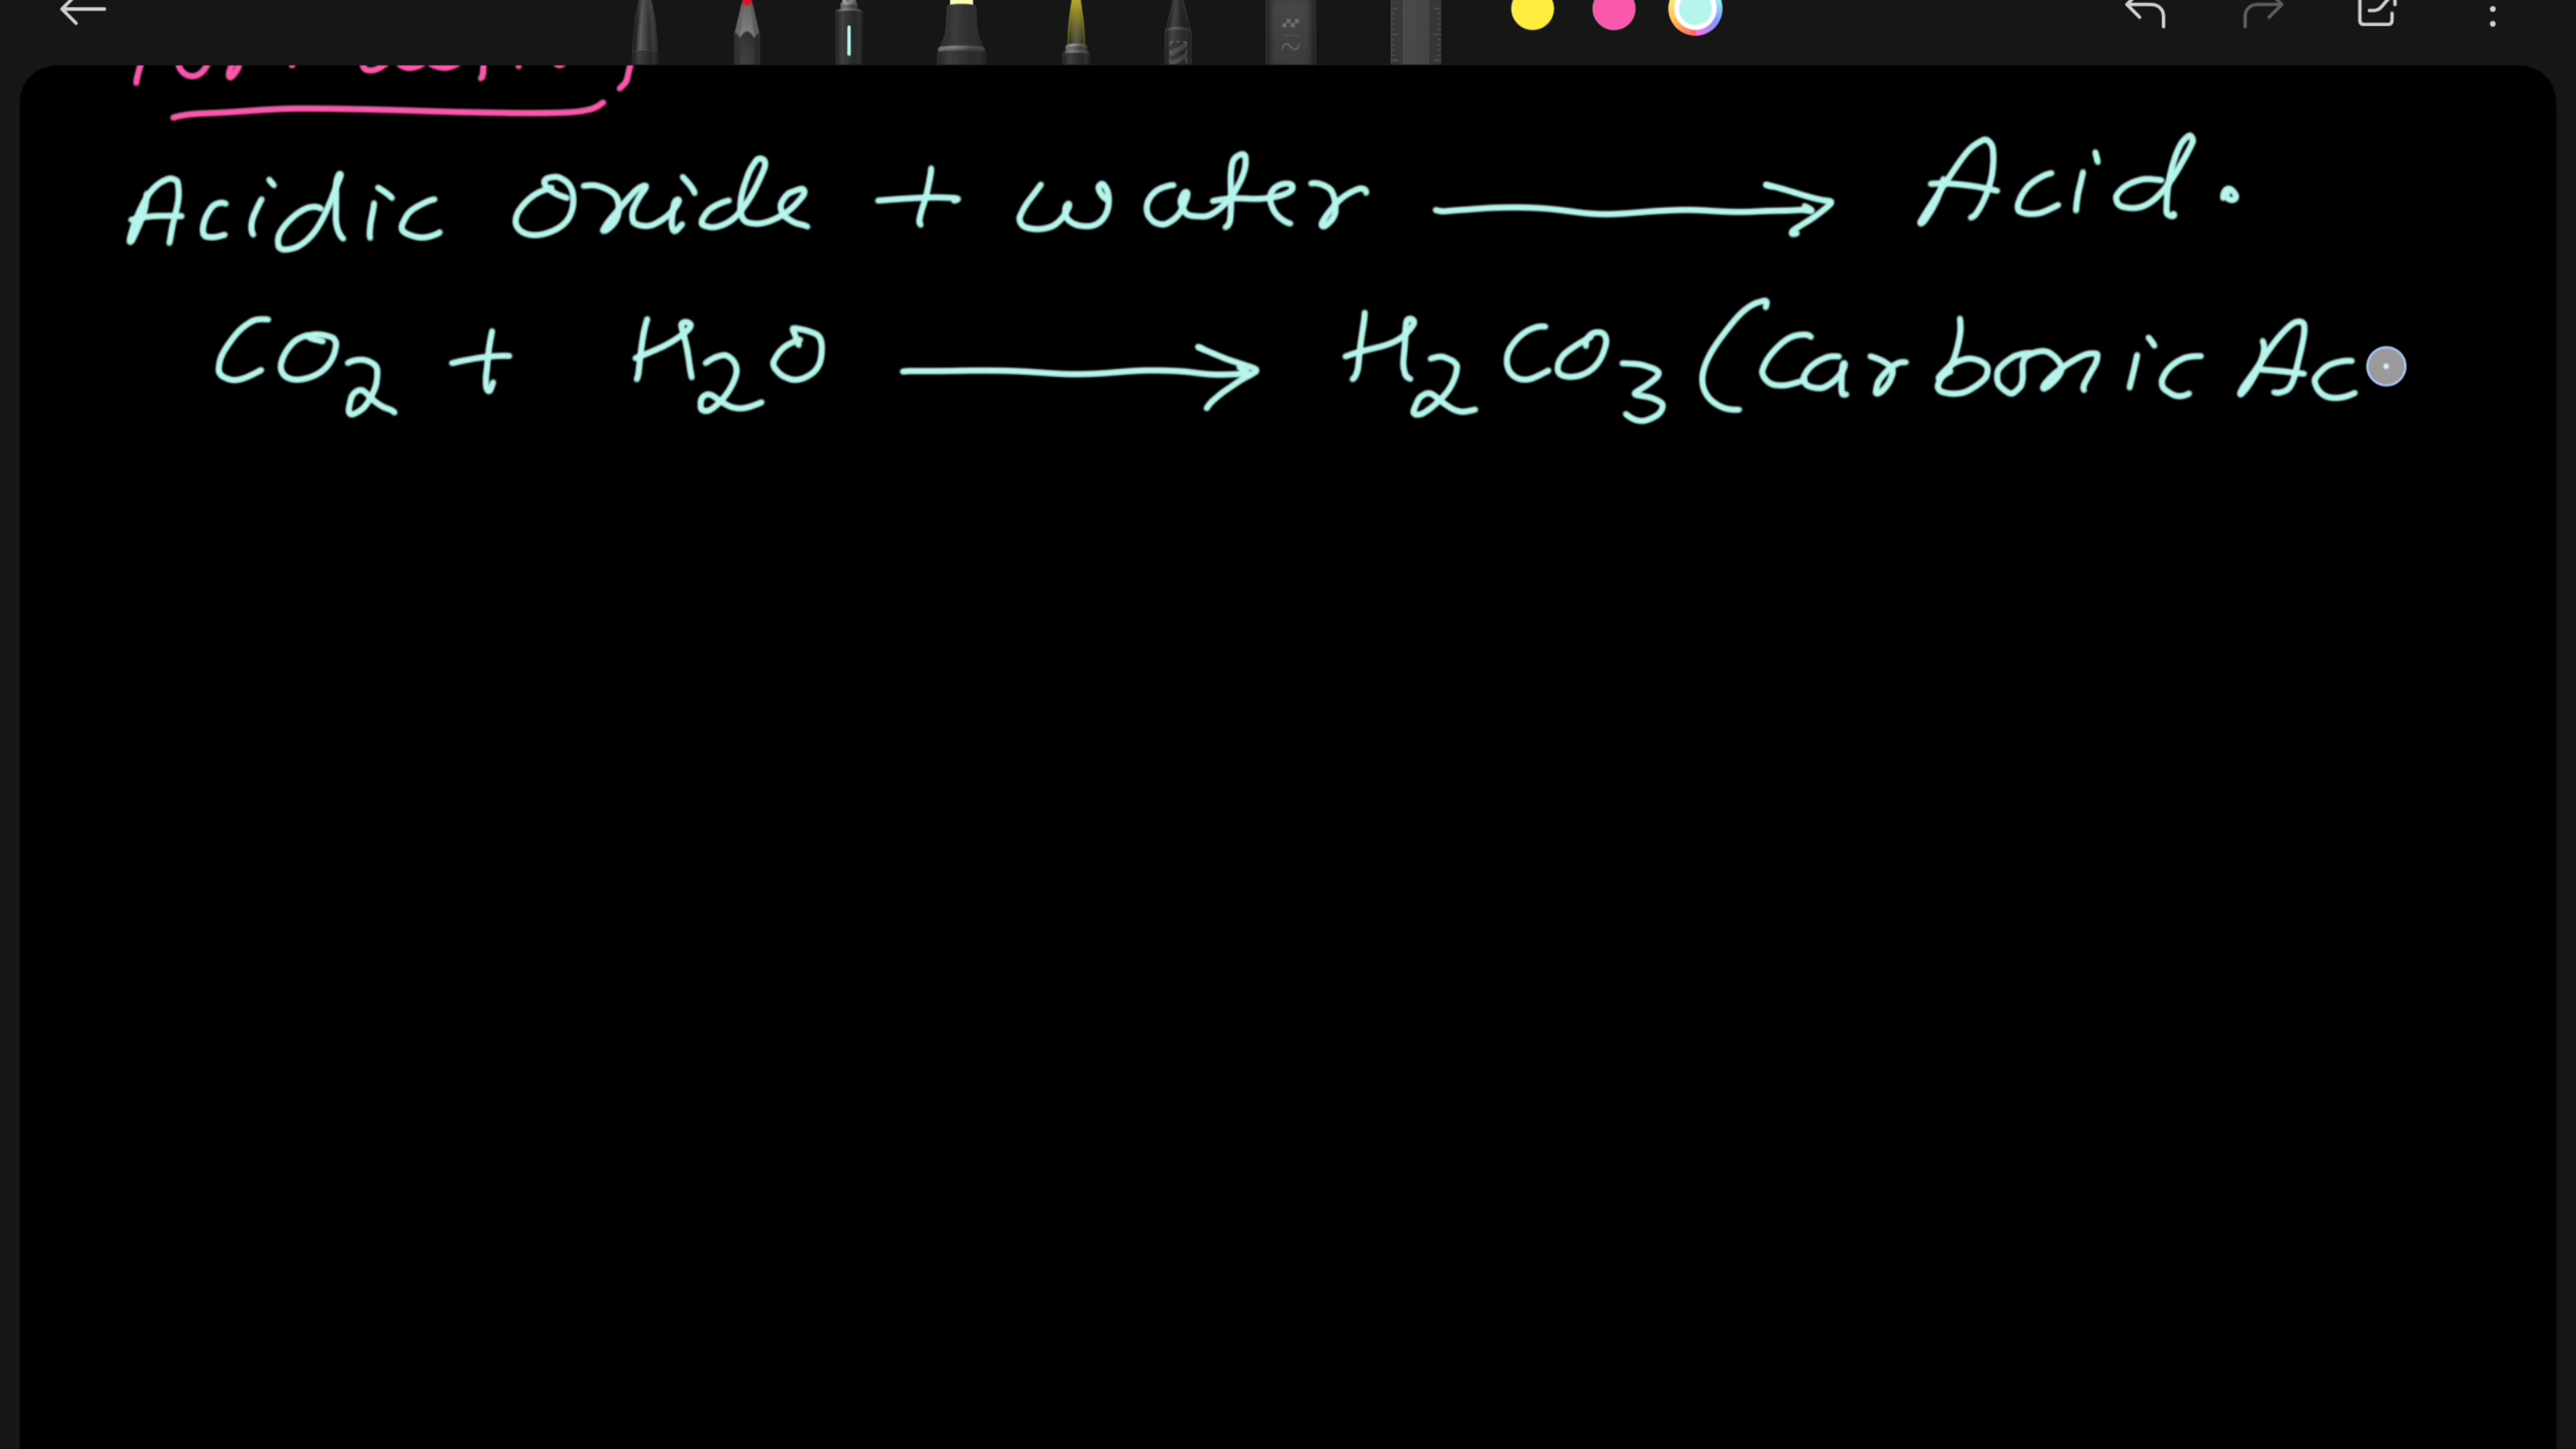 Acidic oxide + water ⟶ Acid.
CO₂ + H₂O ⟶ H₂CO₃ (Carbonic Ac